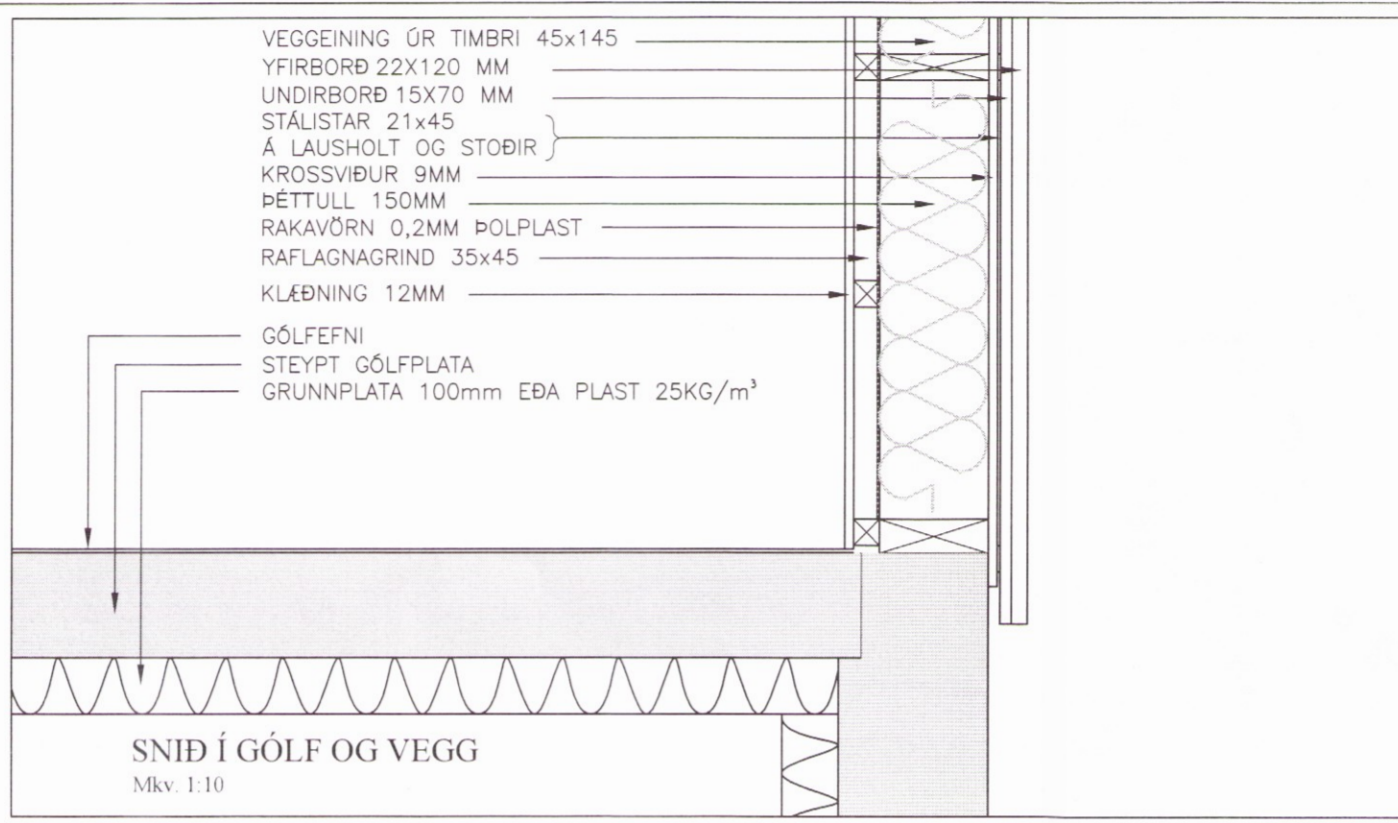 VEGGEINING ÚR TIMBRI 45x145
YFIRBORÐ 22X120 MM
UNDIRBORÐ 15X70 MM
STÁLISTAR 21x45
Á LAUSHOLT OG STOÐIR
KROSSVIÐUR 9MM
ÞÉTTULL 150MM
RAKAVÖRN 0,2MM ÞOLPLAST
RAFLAGNAGRIND 35x45
KLÆÐNING 12MM
GÓLFEFNI
STEYPT GÓLFPLATA
GRUNNPLATA 100mm EÐA PLAST 25KG/m³
SNIÐ Í GÓLF OG VEGG
Mkv. 1:10